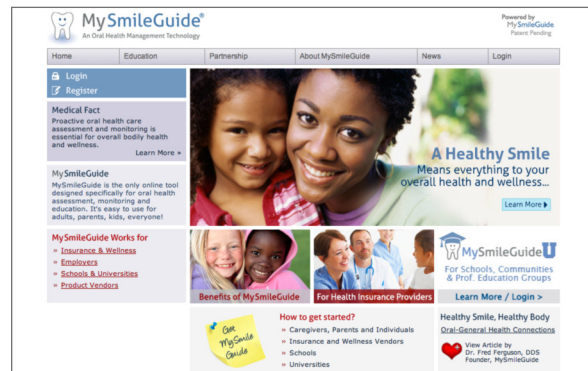 MySmileGuide®
An Oral Health Management Technology
Powered by
MySmileGuide
Patent Pending
Home
Education
Partnership
About MySmileGuide
News
Login
Login
Register
Medical Fact
Proactive oral health care
assessment and monitoring is
essential for overall bodily health
and wellness.
Learn More »
MySmileGuide
MySmileGuide is the only online tool
designed specifically for oral health
assessment, monitoring and
education. It's easy to use for
adults, parents, kids, everyone!
MySmileGuide Works for
» Insurance & Wellness
» Employers
» Schools & Universities
» Product Vendors
A Healthy Smile
Means everything to your
overall health and wellness...
Learn More
Benefits of MySmileGuide
For Health Insurance Providers
MySmileGuide U
For Schools, Communities
& Prof. Education Groups
Learn More / Login >
Get
MySmile
Guide
How to get started?
» Caregivers, Parents and Individuals
» Insurance and Wellness Vendors
» Schools
» Universities
Healthy Smile, Healthy Body
Oral-General Health Connections
View Article by
Dr. Fred Ferguson, DDS
Founder, MySmileGuide